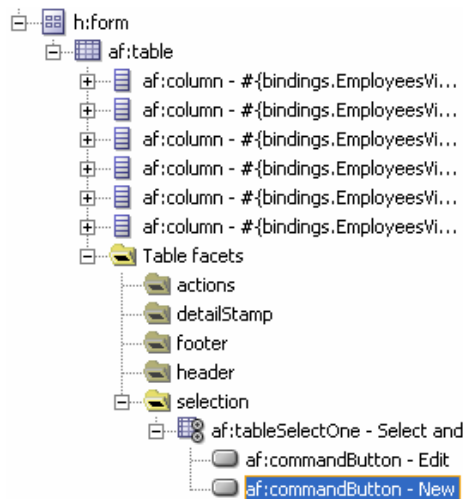 h:form
af:table
af:column - #{bindings.EmployeesVi...
af:column - #{bindings.EmployeesVi...
af:column - #{bindings.EmployeesVi...
af:column - #{bindings.EmployeesVi...
af:column - #{bindings.EmployeesVi...
af:column - #{bindings.EmployeesVi...
Table facets
actions
detailStamp
footer
header
selection
af:tableSelectOne - Select and
af:commandButton - Edit
af:commandButton - New